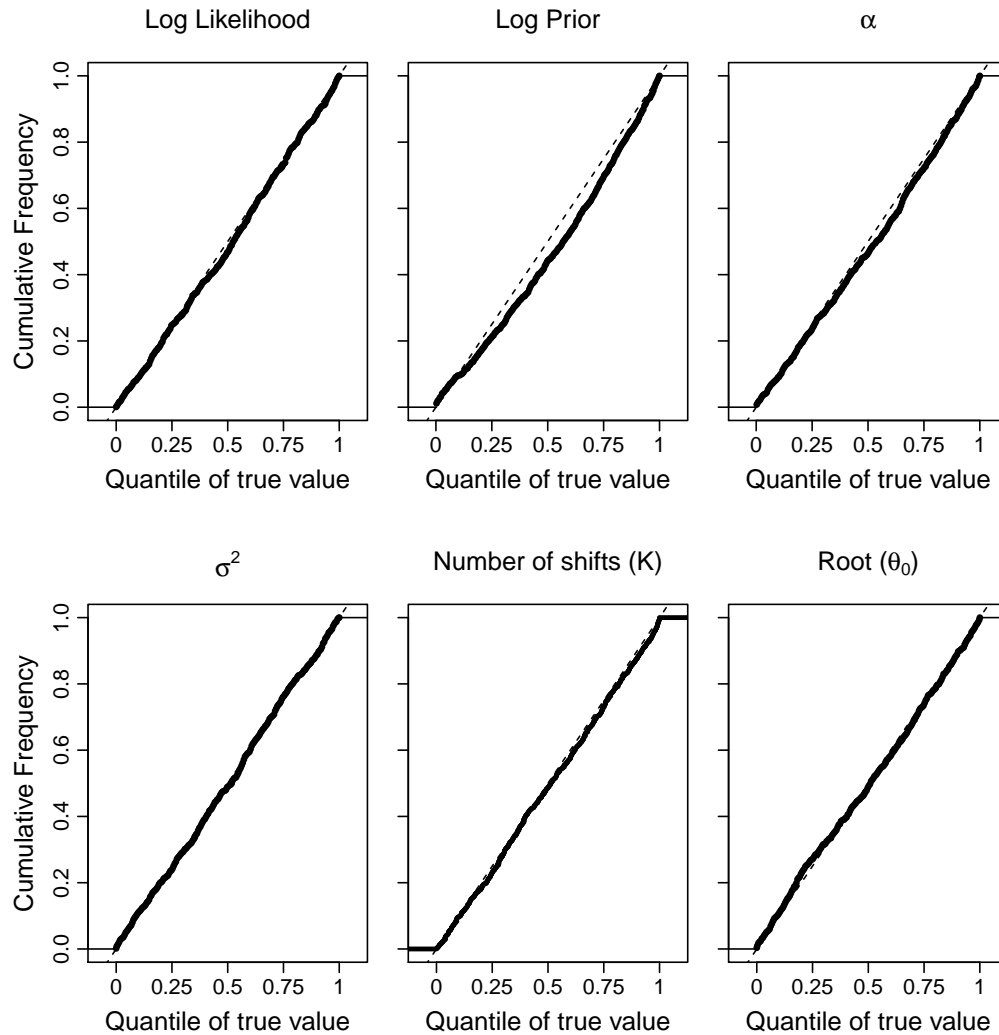 Log Likelihood
Log Prior
α
Cumulative Frequency
0.0 0.2 0.4 0.6 0.8 1.0
0 0.25 0.5 0.75 1
0 0.25 0.5 0.75 1
0 0.25 0.5 0.75 1
Quantile of true value
Quantile of true value
Quantile of true value
σ²
Number of shifts (K)
Root (θ₀)
Cumulative Frequency
0.0 0.2 0.4 0.6 0.8 1.0
0 0.25 0.5 0.75 1
0 0.25 0.5 0.75 1
0 0.25 0.5 0.75 1
Quantile of true value
Quantile of true value
Quantile of true value